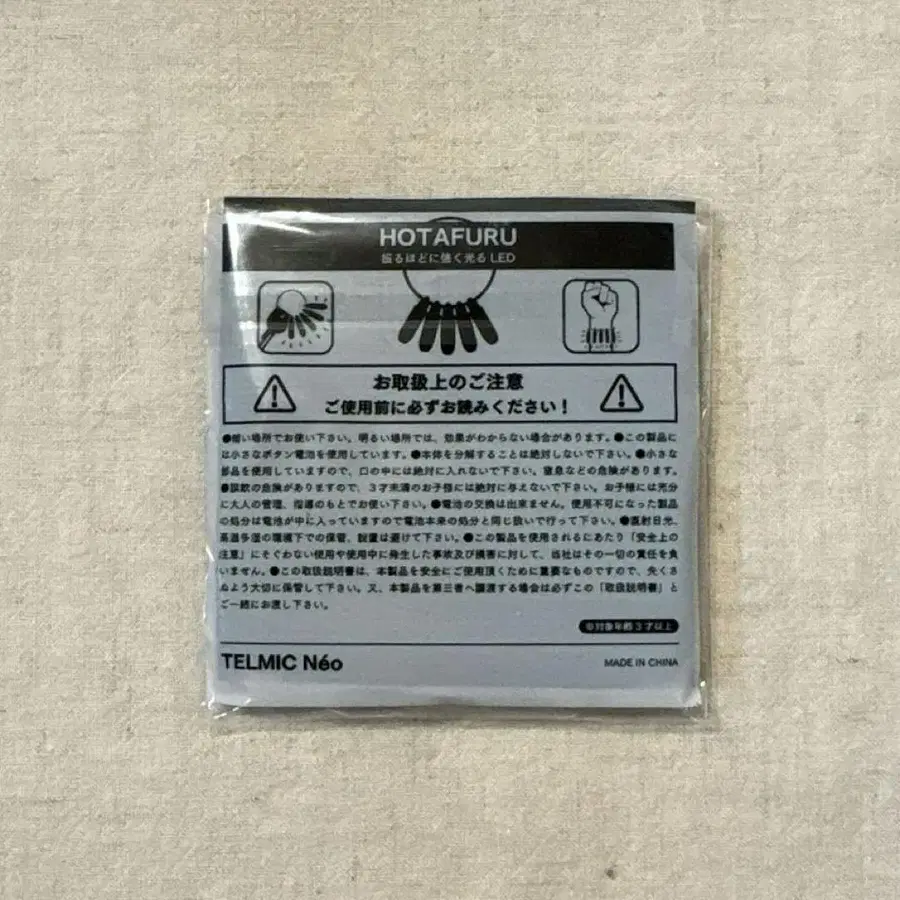 HOTAFURU
振るほどに強く光るLED
お取扱上のご注意
ご使用前に必ずお読みください！
●暗い場所でお使い下さい。明るい場所では、効果がわからない場合があります。●この製品に
は小さなボタン電池を使用しています。●本体を分解することは絶対しないで下さい。●小さな
部品を使用していますので、口の中には絶対に入れないで下さい。窒息などの危険があります。
●誤飲の危険がありますので、3才未満のお子様には絶対に与えないで下さい。お子様には充分
に大人の管理、指導のもとでお使い下さい。●電池の交換は出来ません。使用不可になった製品
の処分は電池が中に入っていますので電池本来の処分と同じ扱いで行って下さい。●直射日光、
高温多湿の環境下での保管、放置は避けて下さい。●この製品を使用されるにあたり「安全上の
注意」にそぐわない使用や使用中に発生した事故及び損害に対して、当社はその一切の責任を負
いません。●この取扱説明書は、本製品を安全にご使用頂くために重要なものですので、失くさ
ぬよう大切に保管して下さい。又、本製品を第三者へ譲渡する場合は必ずこの「取扱説明書」と
ご一緒にお渡し下さい。
※対象年齢3才以上
TELMIC Néo
MADE IN CHINA